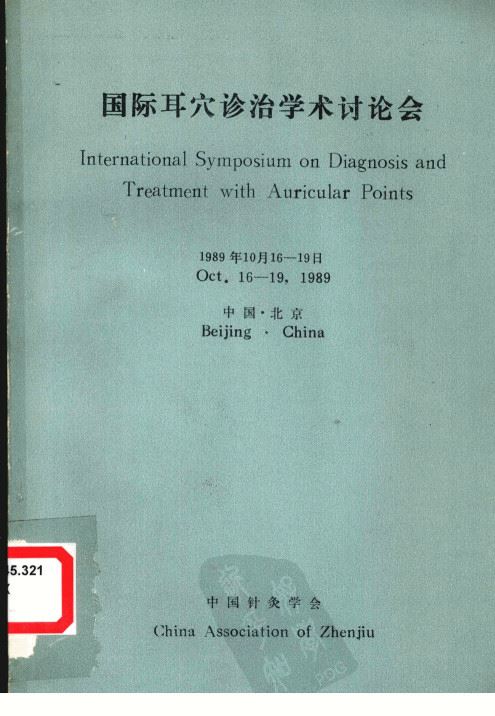 国际耳穴诊治学术讨论会
International Symposium on Diagnosis and
Treatment with Auricular Points
1989年10月16—19日
Oct. 16—19, 1989
中国·北京
Beijing · China
45.321
X
中国针灸学会
China Association of Zhenjiu
PDG